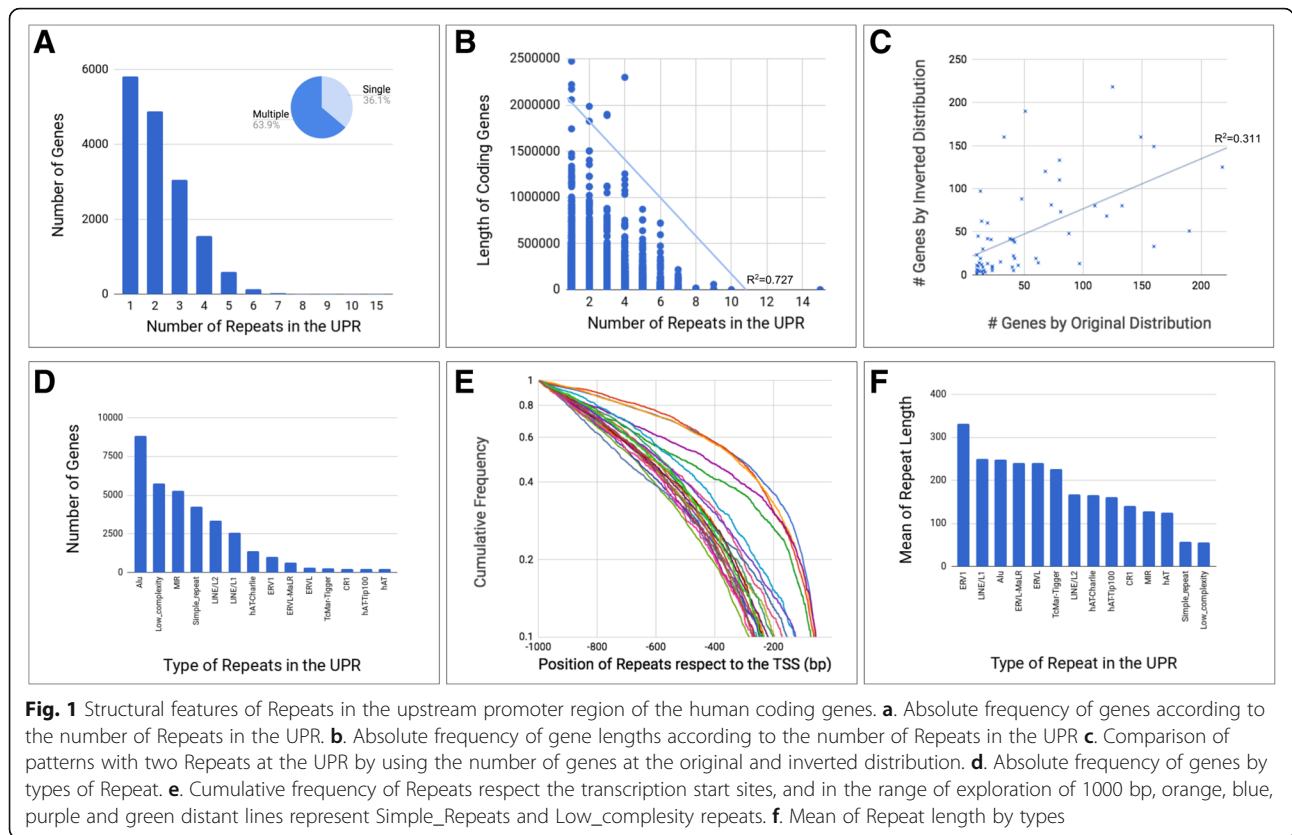 A
Number of Genes
6000
4000
2000
0
Multiple
63.9%
Single
36.1%
1 2 3 4 5 6 7 8 9 10 15
Number of Repeats in the UPR
B
Length of Coding Genes
2500000
2000000
1500000
1000000
500000
0
R²=0.727
2 4 6 8 10 12 14
Number of Repeats in the UPR
C
# Genes by Inverted Distribution
250
200
150
100
50
0
R²=0.311
50 100 150 200
# Genes by Original Distribution
D
Number of Genes
10000
7500
5000
2500
0
Alu
Low_complexity
MIR
Simple_repeat
LINE/L2
LINE/L1
hAT-Charlie
ERV1
ERVL-MaLR
ERVL
TcMar-Tigger
CR1
hAT-Tip100
hAT
Type of Repeats in the UPR
E
Cumulative Frequency
1
0.8
0.6
0.4
0.2
0.1
-1000 -800 -600 -400 -200
Position of Repeats respect to the TSS (bp)
F
Mean of Repeat Length
400
300
200
100
0
ERV1
LINE/L1
Alu
ERVL-MaLR
ERVL
TcMar-Tigger
LINE/L2
hAT-Charlie
hAT-Tip100
CR1
MIR
hAT
Simple_repeat
Low_complexity
Type of Repeat in the UPR
Fig. 1 Structural features of Repeats in the upstream promoter region of the human coding genes. a. Absolute frequency of genes according to
the number of Repeats in the UPR. b. Absolute frequency of gene lengths according to the number of Repeats in the UPR c. Comparison of
patterns with two Repeats at the UPR by using the number of genes at the original and inverted distribution. d. Absolute frequency of genes by
types of Repeat. e. Cumulative frequency of Repeats respect the transcription start sites, and in the range of exploration of 1000 bp, orange, blue,
purple and green distant lines represent Simple_Repeats and Low_complesity repeats. f. Mean of Repeat length by types